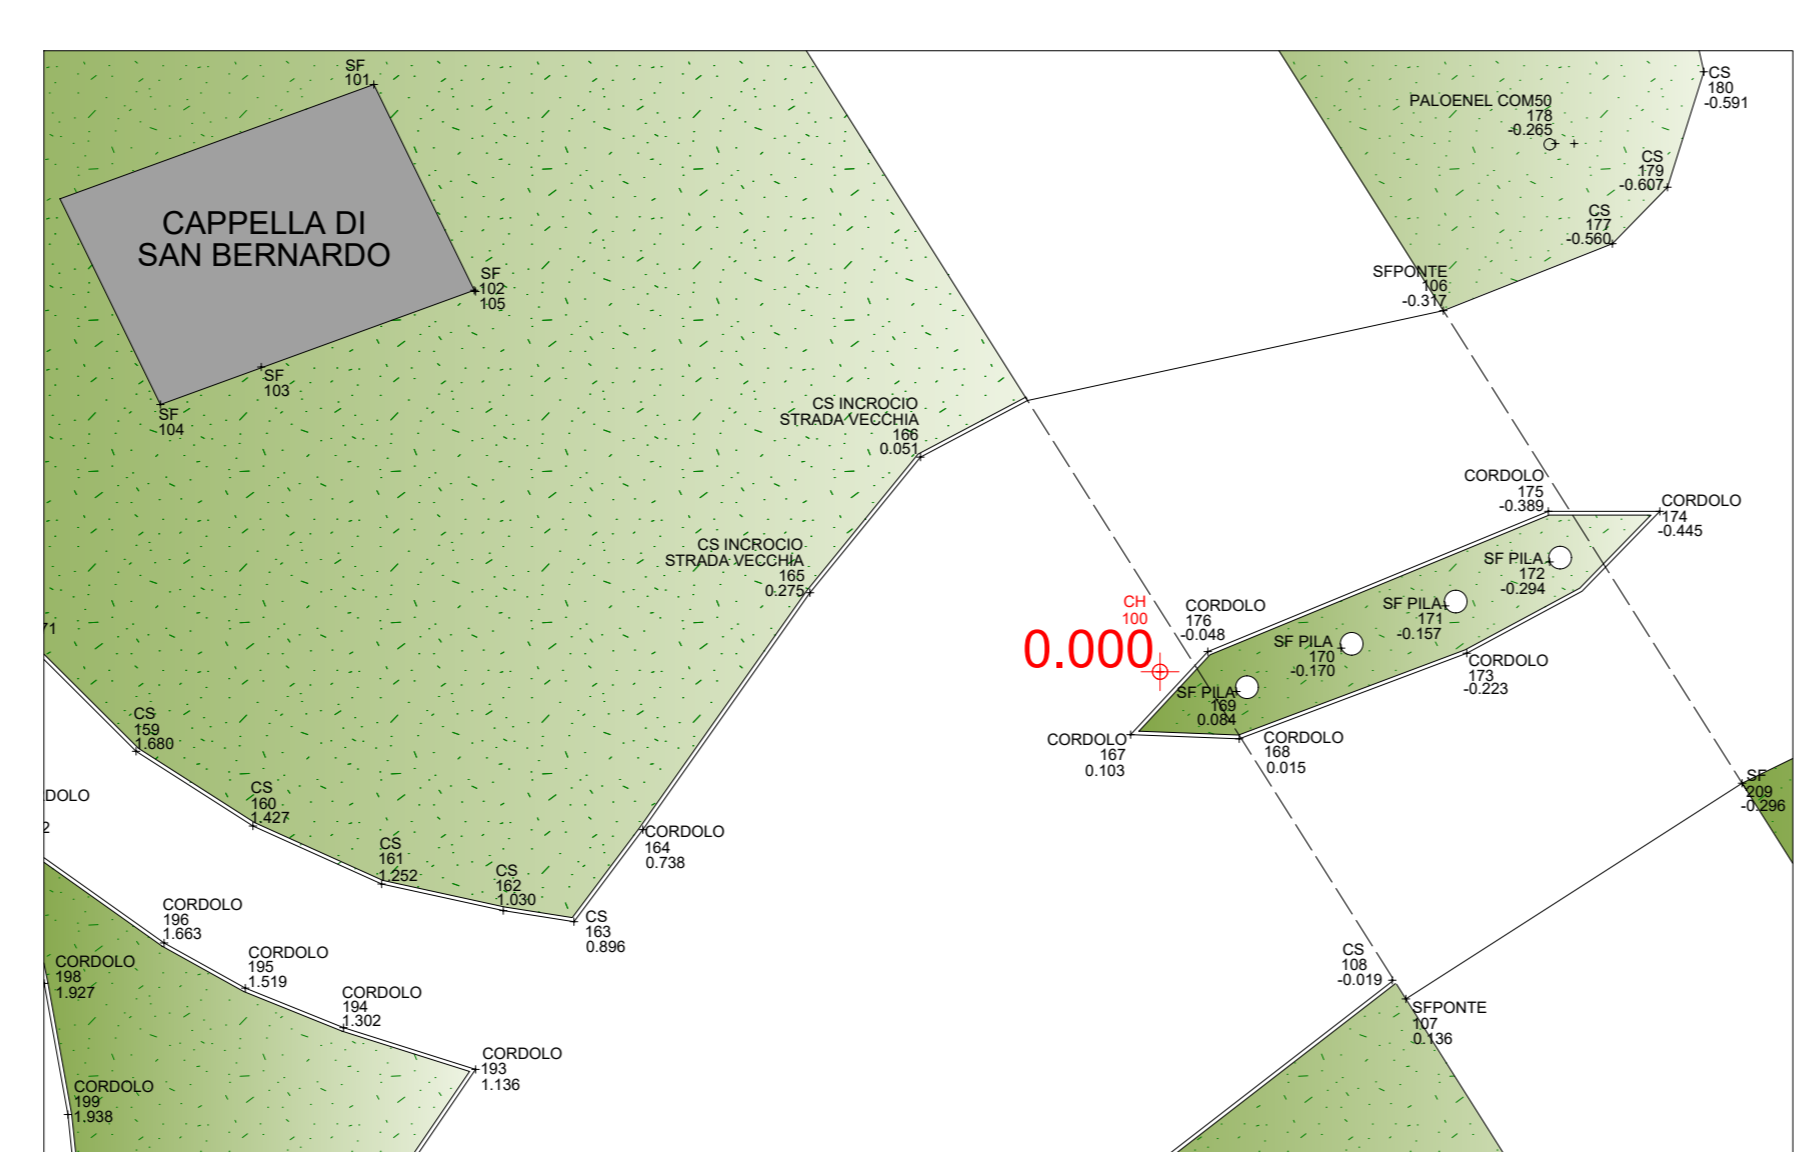 SF
101
CAPPELLA DI
SAN BERNARDO
SF
102
105
SF
103
SF
104
PALOENEL COM50
178
-0.265
CS
180
-0.591
CS
179
-0.607
CS
177
-0.560
SFPONTE
106
-0.317
CS INCROCIO
STRADA VECCHIA
166
0.051
CS INCROCIO
STRADA VECCHIA
165
0.275
CORDOLO
175
-0.389
CORDOLO
174
-0.445
SF PILA
172
-0.294
SF PILA
171
-0.157
SF PILA
170
-0.170
SF PILA
169
0.084
CH
100
0.000
CORDOLO
176
-0.048
CORDOLO
173
-0.223
CORDOLO
167
0.103
CORDOLO
168
0.015
SF
209
-0.296
71
CS
159
1.680
DOLO
2
CS
160
1.427
CS
161
1.252
CS
162
1.030
CS
163
0.896
CORDOLO
164
0.738
CORDOLO
196
1.663
CORDOLO
195
1.519
CORDOLO
194
1.302
CORDOLO
193
1.136
CORDOLO
198
1.927
CORDOLO
199
1.938
CS
108
-0.019
SFPONTE
107
0.136